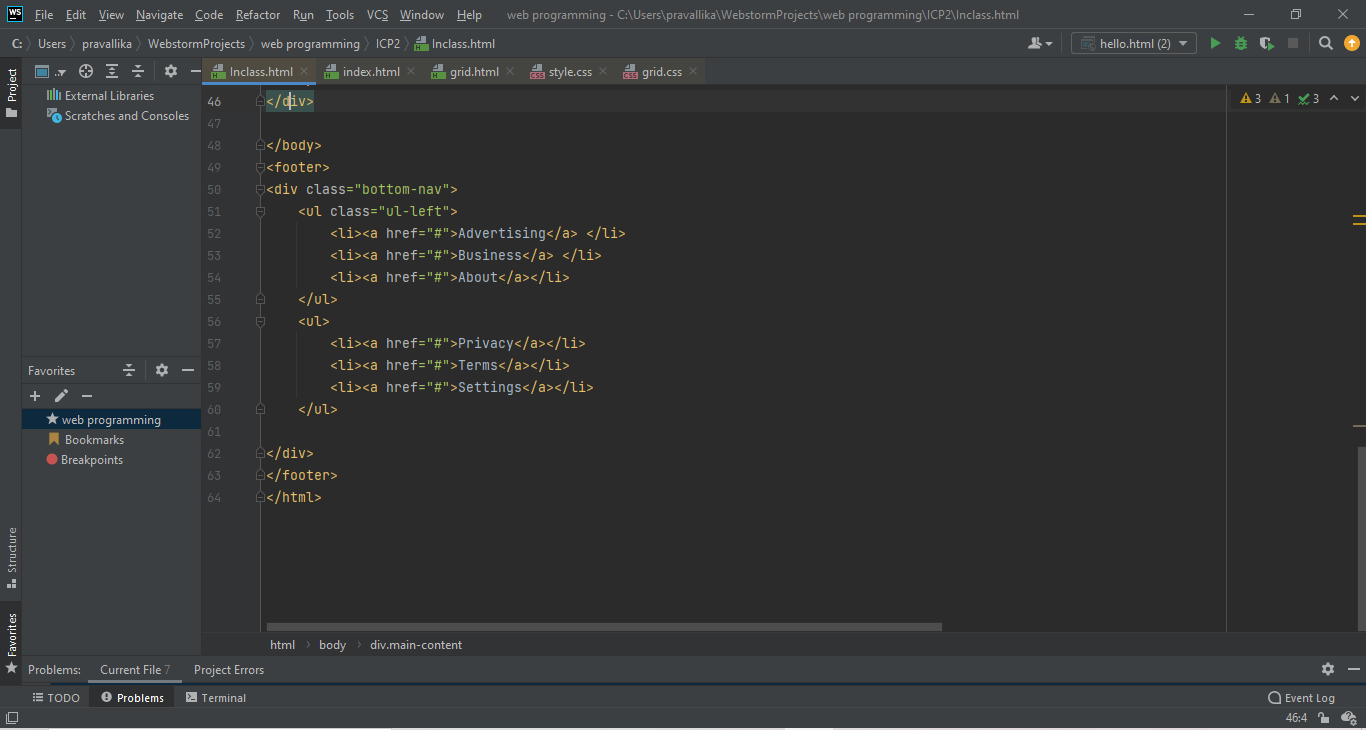 WS File Edit View Navigate Code Refactor Run Tools VCS Window Help web programming - C:\Users\pravallika\WebstormProjects\web programming\ICP2\Inclass.html
C: Users pravallika WebstormProjects web programming ICP2 Inclass.html hello.html (2)
Project
Inclass.html index.html grid.html style.css grid.css
External Libraries
Scratches and Consoles
3 1 3
46 </div>
47
48 </body>
49 <footer>
50 <div class="bottom-nav">
51 <ul class="ul-left">
52 <li><a href="#">Advertising</a> </li>
53 <li><a href="#">Business</a> </li>
54 <li><a href="#">About</a></li>
55 </ul>
56 <ul>
57 <li><a href="#">Privacy</a></li>
58 <li><a href="#">Terms</a></li>
59 <li><a href="#">Settings</a></li>
60 </ul>
61
62 </div>
63 </footer>
64 </html>
Favorites
web programming
Bookmarks
Breakpoints
Structure
Favorites
html body div.main-content
Problems: Current File 7 Project Errors
TODO Problems Terminal Event Log
46:4